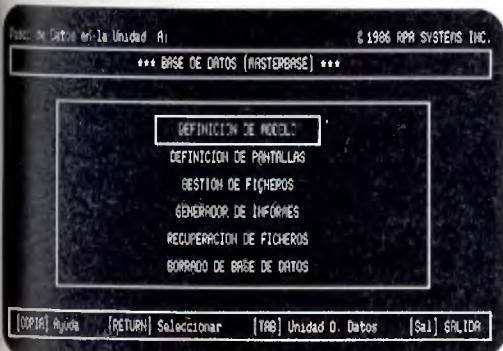 de Datos en la Unidad A: © 1986 RPA SYSTEMS INC.
*** BASE DE DATOS (MASTERBASE) ***
DEFINICION DE MODELO
DEFINICION DE PANTALLAS
GESTION DE FICHEROS
GENERADOR DE INFORMES
RECUPERACION DE FICHEROS
BORRADO DE BASE DE DATOS
[COPIA] Ayuda [RETURN] Seleccionar [TAB] Unidad O. Datos [Sal] SALIDA